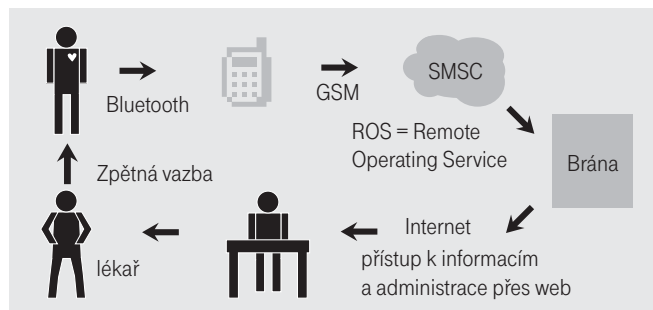 Bluetooth
GSM
SMSC
ROS = Remote
Operating Service
Brána
Internet
přístup k informacím
a administrace přes web
lékař
Zpětná vazba